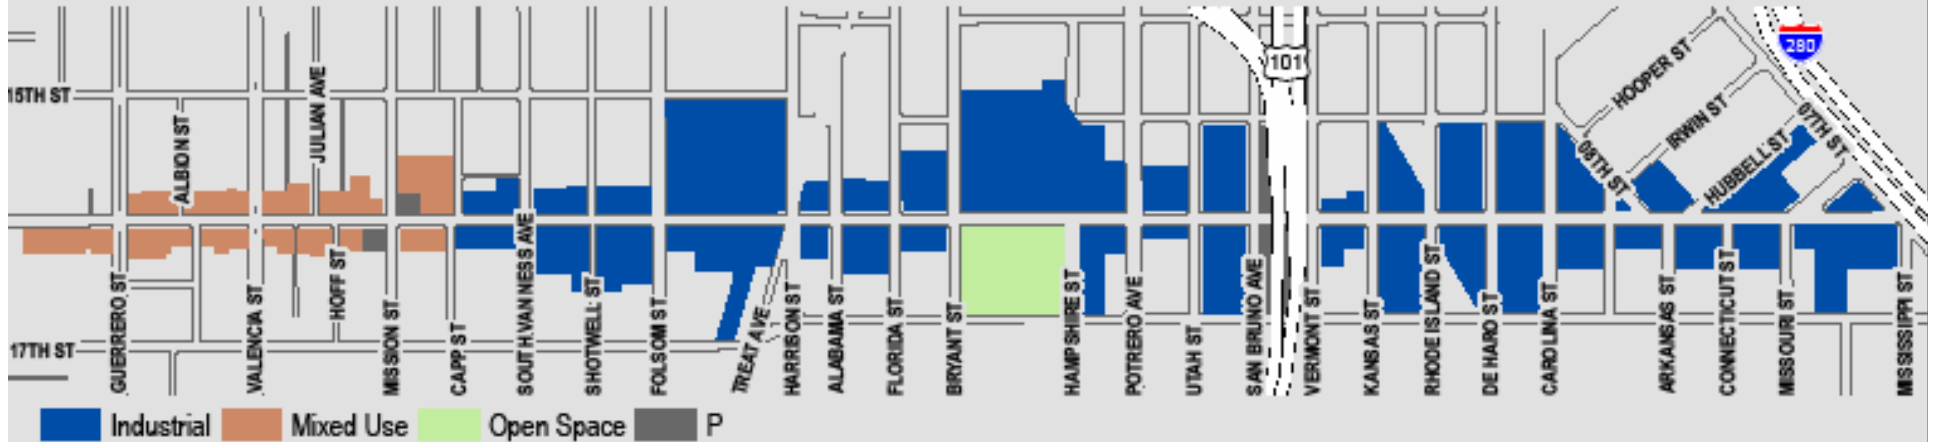 280
101
HOOPER ST
15TH ST
JULIAN AVE
IRWIN ST
07TH ST
ALBION ST
08TH ST
HUBBELL ST
GUERRERO ST
VALENCIA ST
HOFF ST
MISSION ST
CAPP ST
SOUTH VAN NESS AVE
SHOTWELL ST
FOLSOM ST
TREAT AVE
HARRISON ST
ALABAMA ST
FLORIDA ST
BRYANT ST
HAMPSHIRE ST
POTRERO AVE
UTAH ST
SAN BRUNO AVE
VERMONT ST
KANSAS ST
RHODE ISLAND ST
DE HARO ST
CAROLINA ST
ARKANSAS ST
CONNECTICUT ST
MISSOURI ST
MISSISSIPPI ST
17TH ST
Industrial Mixed Use Open Space P